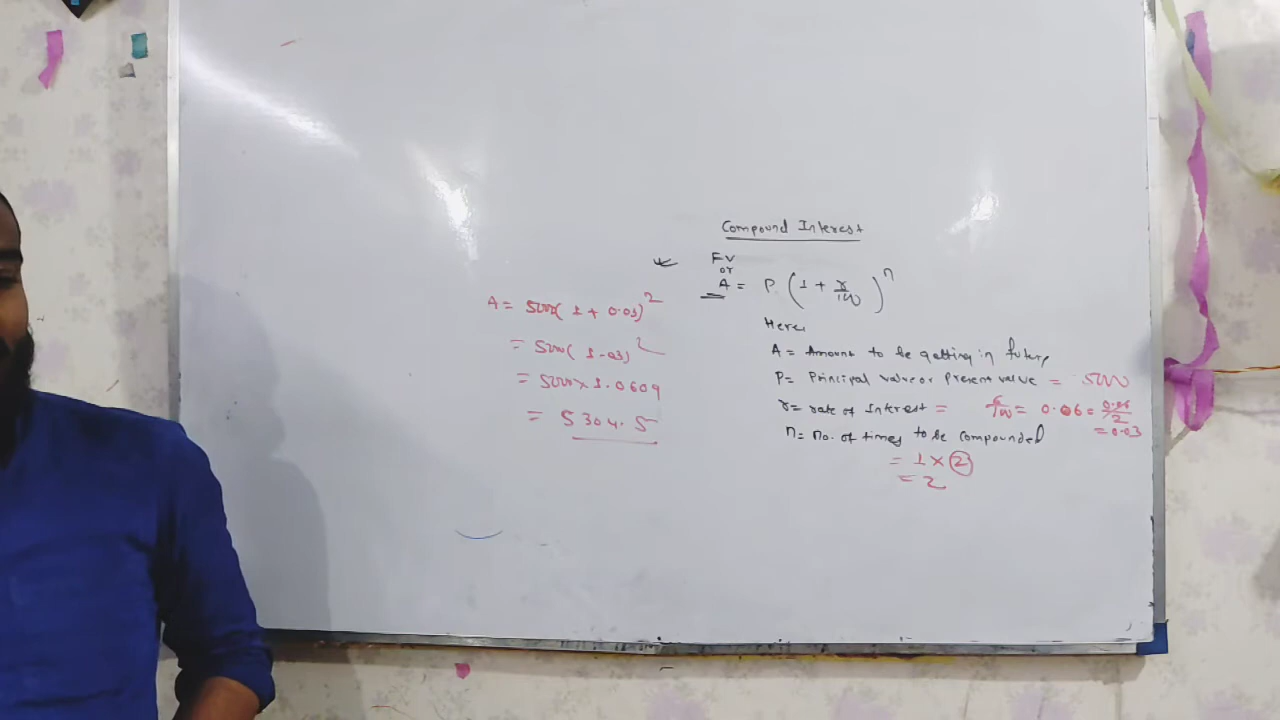 Compound Interest
FV
or
A = P (1 + r/100)^n
Here,
A = Amount to be getting in future
P = Principal value or Present value = 5000
r = rate of Interest = 6/100 = 0.06 = 0.06/2
= 0.03
n = no. of times to be compounded
= 1 × 2
= 2
A = 5000(1 + 0.03)^2
= 5000(1.03)^2
= 5000 × 1.0609
= 5304.5